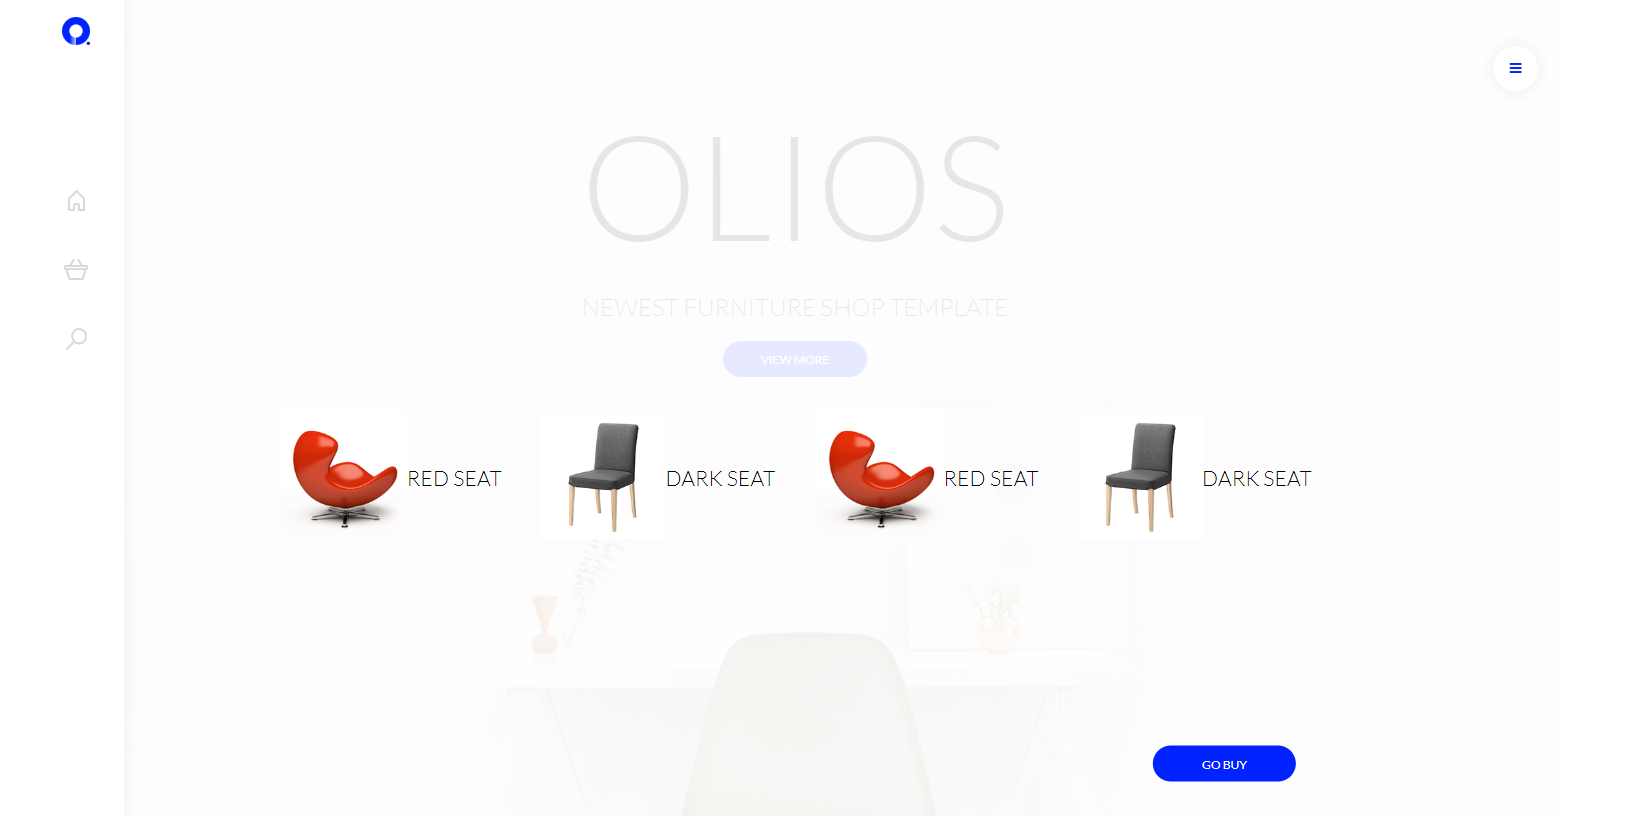 OLIOS
NEWEST FURNITURE SHOP TEMPLATE
VIEW MORE
RED SEAT
DARK SEAT
RED SEAT
DARK SEAT
GO BUY